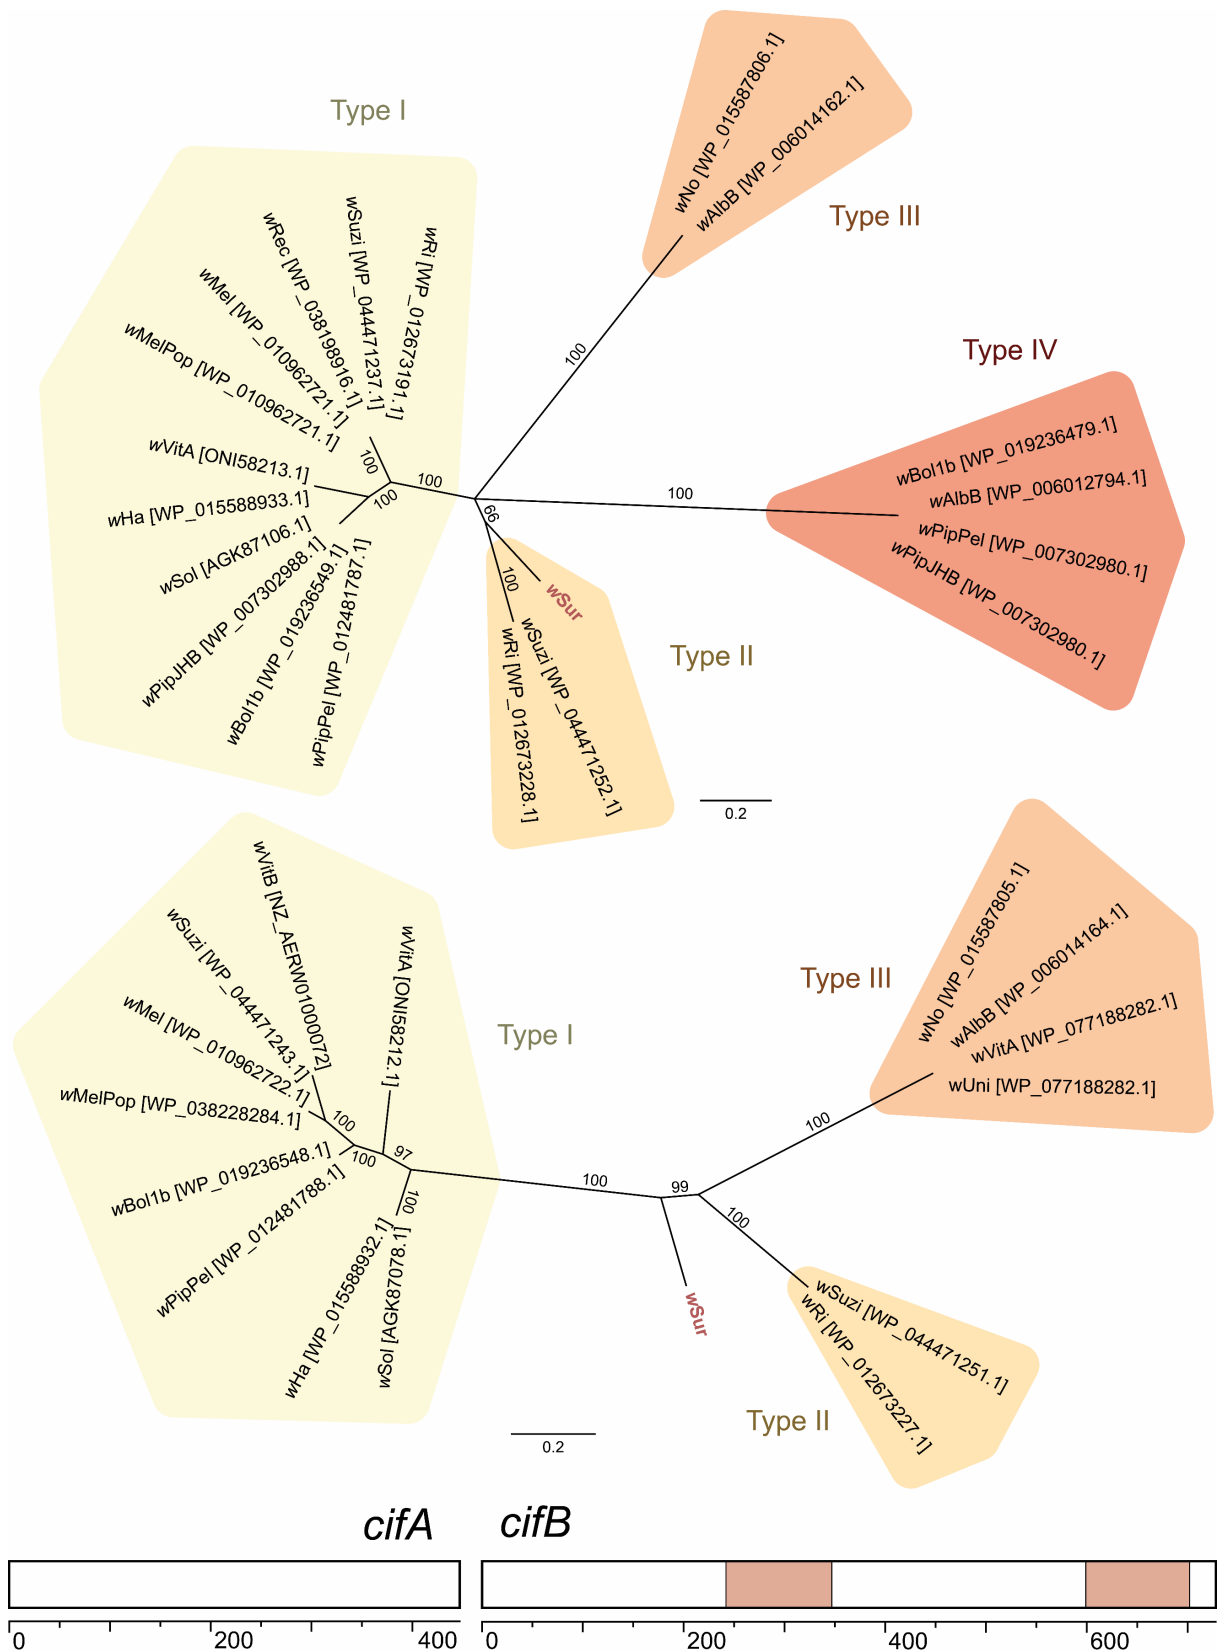 Type I
wRec [WP_038198916.1]
wSuzi [WP_044471237.1]
wRi [WP_012673191.1]
wMel [WP_010962721.1]
wMelPop [WP_010962721.1]
wVitA [ONI58213.1]
wHa [WP_015588933.1]
wSol [AGK87106.1]
wPipJHB [WP_007302988.1]
wBol1b [WP_019236549.1]
wPipPel [WP_012481787.1]
100
100
100
wNo [WP_015587806.1]
wAlbB [WP_006014162.1]
Type III
100
Type IV
wBol1b [WP_019236479.1]
wAlbB [WP_006012794.1]
wPipPel [WP_007302980.1]
wPipJHB [WP_007302980.1]
100
66
100
wSur
wSuzi [WP_044471252.1]
wRi [WP_012673228.1]
Type II
0.2
wVitB [NZ_AERW01000072]
wSuzi [WP_044471243.1]
wVitA [ONI58212.1]
wMel [WP_010962722.1]
wMelPop [WP_038228284.1]
wBol1b [WP_019236548.1]
wPipPel [WP_012481788.1]
wHa [WP_015588932.1]
wSol [AGK87078.1]
Type I
100
100
97
100
100
99
100
100
wNo [WP_015587805.1]
wAlbB [WP_006014164.1]
wVitA [WP_077188282.1]
wUni [WP_077188282.1]
Type III
wSur
wSuzi [WP_044471251.1]
wRi [WP_012673227.1]
Type II
0.2
cifA
cifB
0 200 400
0 200 400 600